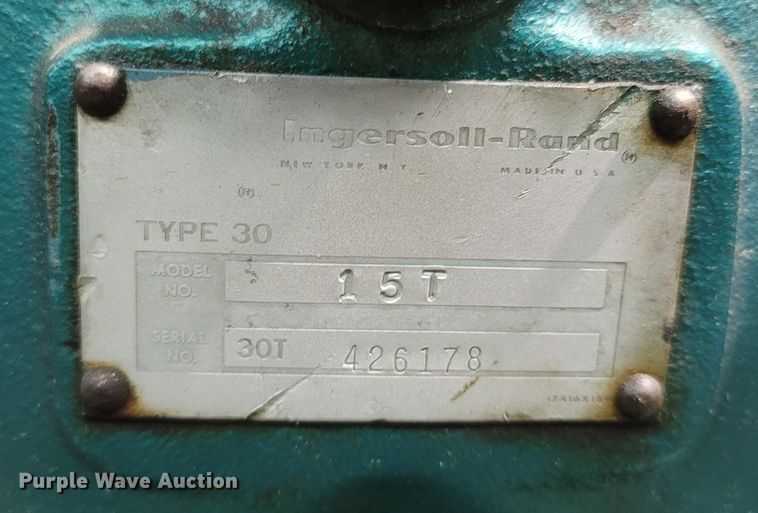 Ingersoll-Rand
NEW YORK N.Y. MADE IN U S A
(R)
TYPE 30
MODEL NO. 15T
SERIAL NO. 30T 426178
Purple Wave Auction